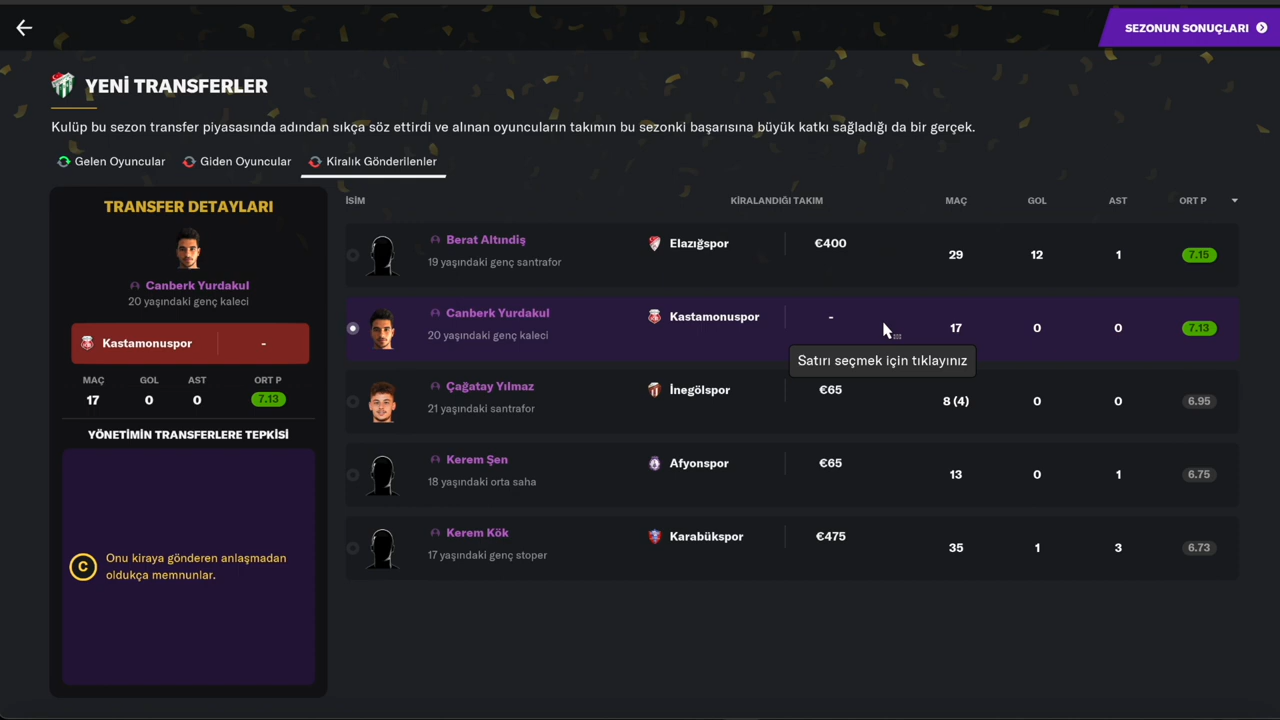 SEZONUN SONUÇLARI
YENİ TRANSFERLER
Kulüp bu sezon transfer piyasasında adından sıkça söz ettirdi ve alınan oyuncuların takımın bu sezonki başarısına büyük katkı sağladığı da bir gerçek.
Gelen Oyuncular Giden Oyuncular Kiralık Gönderilenler
TRANSFER DETAYLARI
Canberk Yurdakul
20 yaşındaki genç kaleci
Kastamonuspor -
MAÇ GOL AST ORT P
17 0 0 7.13
YÖNETİMİN TRANSFERLERE TEPKİSİ
C
Onu kiraya gönderen anlaşmadan
oldukça memnunlar.
İSİM KİRALANDIĞI TAKIM MAÇ GOL AST ORT P
Berat Altındiş Elazığspor €400
19 yaşındaki genç santrafor
29 12 1 7.15
Canberk Yurdakul Kastamonuspor -
20 yaşındaki genç kaleci
17 0 0 7.13
Satırı seçmek için tıklayınız
Çağatay Yılmaz İnegölspor €65
21 yaşındaki santrafor
8 (4) 0 0 6.95
Kerem Şen Afyonspor €65
18 yaşındaki orta saha
13 0 1 6.75
Kerem Kök Karabükspor €475
17 yaşındaki genç stoper
35 1 3 6.73